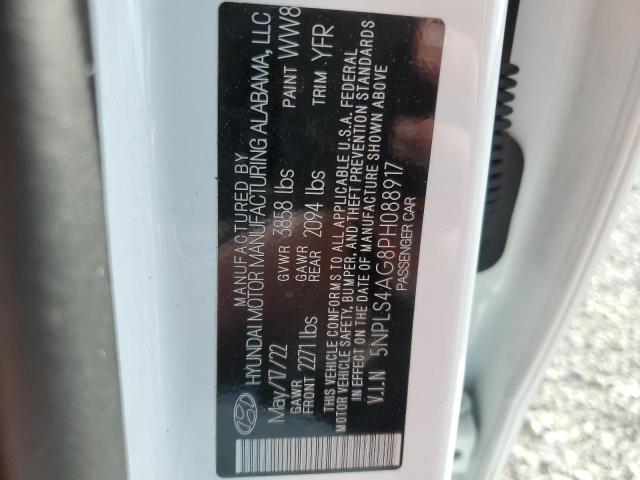 MANUFACTURED BY
HYUNDAI MOTOR MANUFACTURING ALABAMA, LLC
May/17/22 GVWR 3858 lbs PAINT WW8
GAWR FRONT 2271 lbs GAWR REAR 2094 lbs TRIM YFR
THIS VEHICLE CONFORMS TO ALL APPLICABLE U.S.A. FEDERAL
MOTOR VEHICLE SAFETY, BUMPER, AND THEFT PREVENTION STANDARDS
IN EFFECT ON THE DATE OF MANUFACTURE SHOWN ABOVE
V.I.N 5NPLS4AG8PH088917
PASSENGER CAR